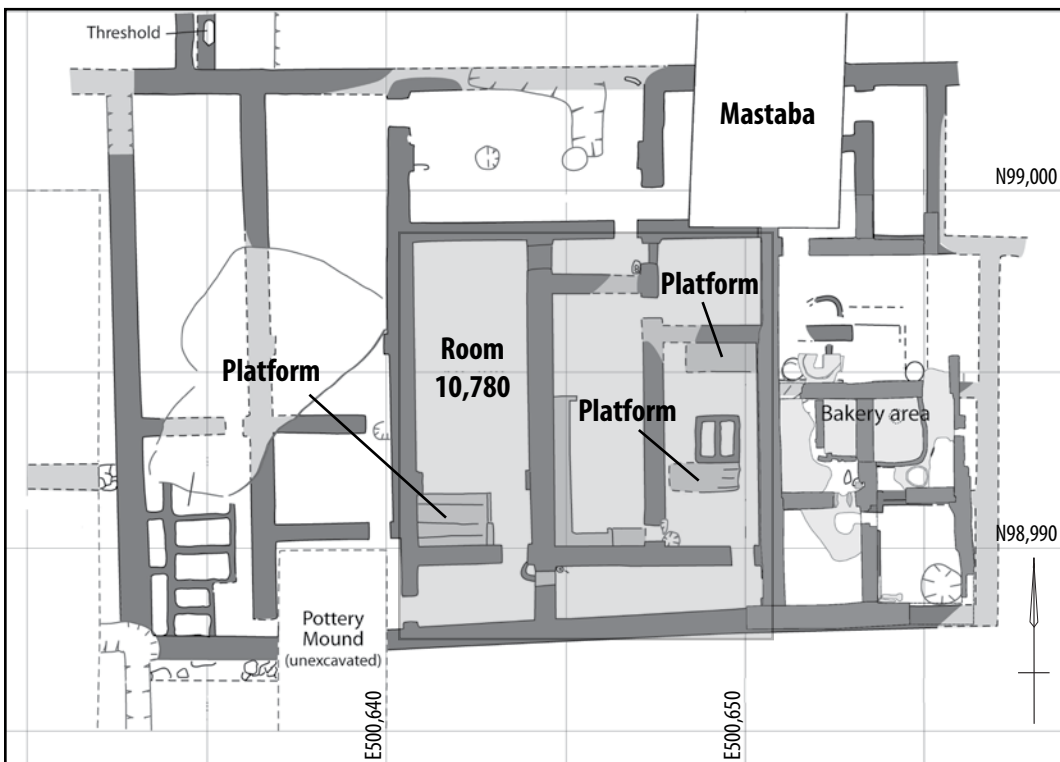 Threshold
Mastaba
N99,000
Platform
Room
10,780
Platform
Platform
Bakery area
N98,990
Pottery
Mound
(unexcavated)
E500,640
E500,650